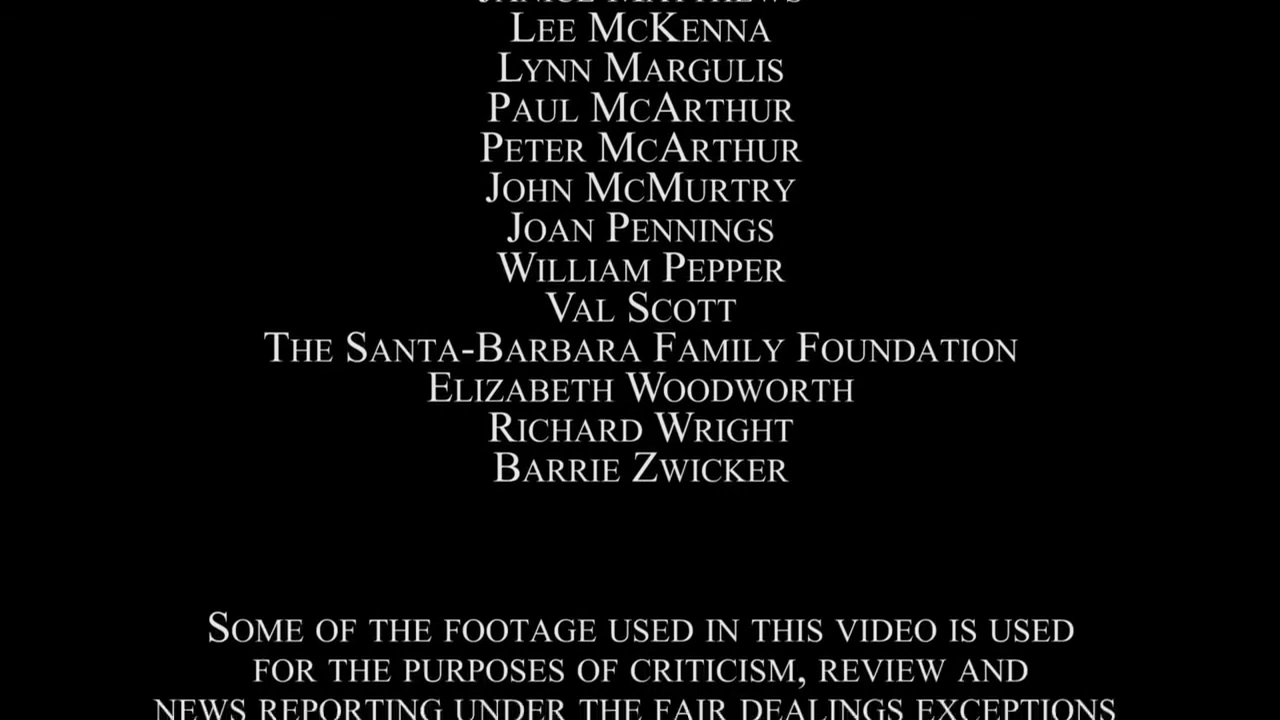 JANICE MATTHEWS
LEE MCKENNA
LYNN MARGULIS
PAUL MCARTHUR
PETER MCARTHUR
JOHN MCMURTRY
JOAN PENNINGS
WILLIAM PEPPER
VAL SCOTT
THE SANTA-BARBARA FAMILY FOUNDATION
ELIZABETH WOODWORTH
RICHARD WRIGHT
BARRIE ZWICKER
SOME OF THE FOOTAGE USED IN THIS VIDEO IS USED
FOR THE PURPOSES OF CRITICISM, REVIEW AND
NEWS REPORTING UNDER THE FAIR DEALINGS EXCEPTIONS